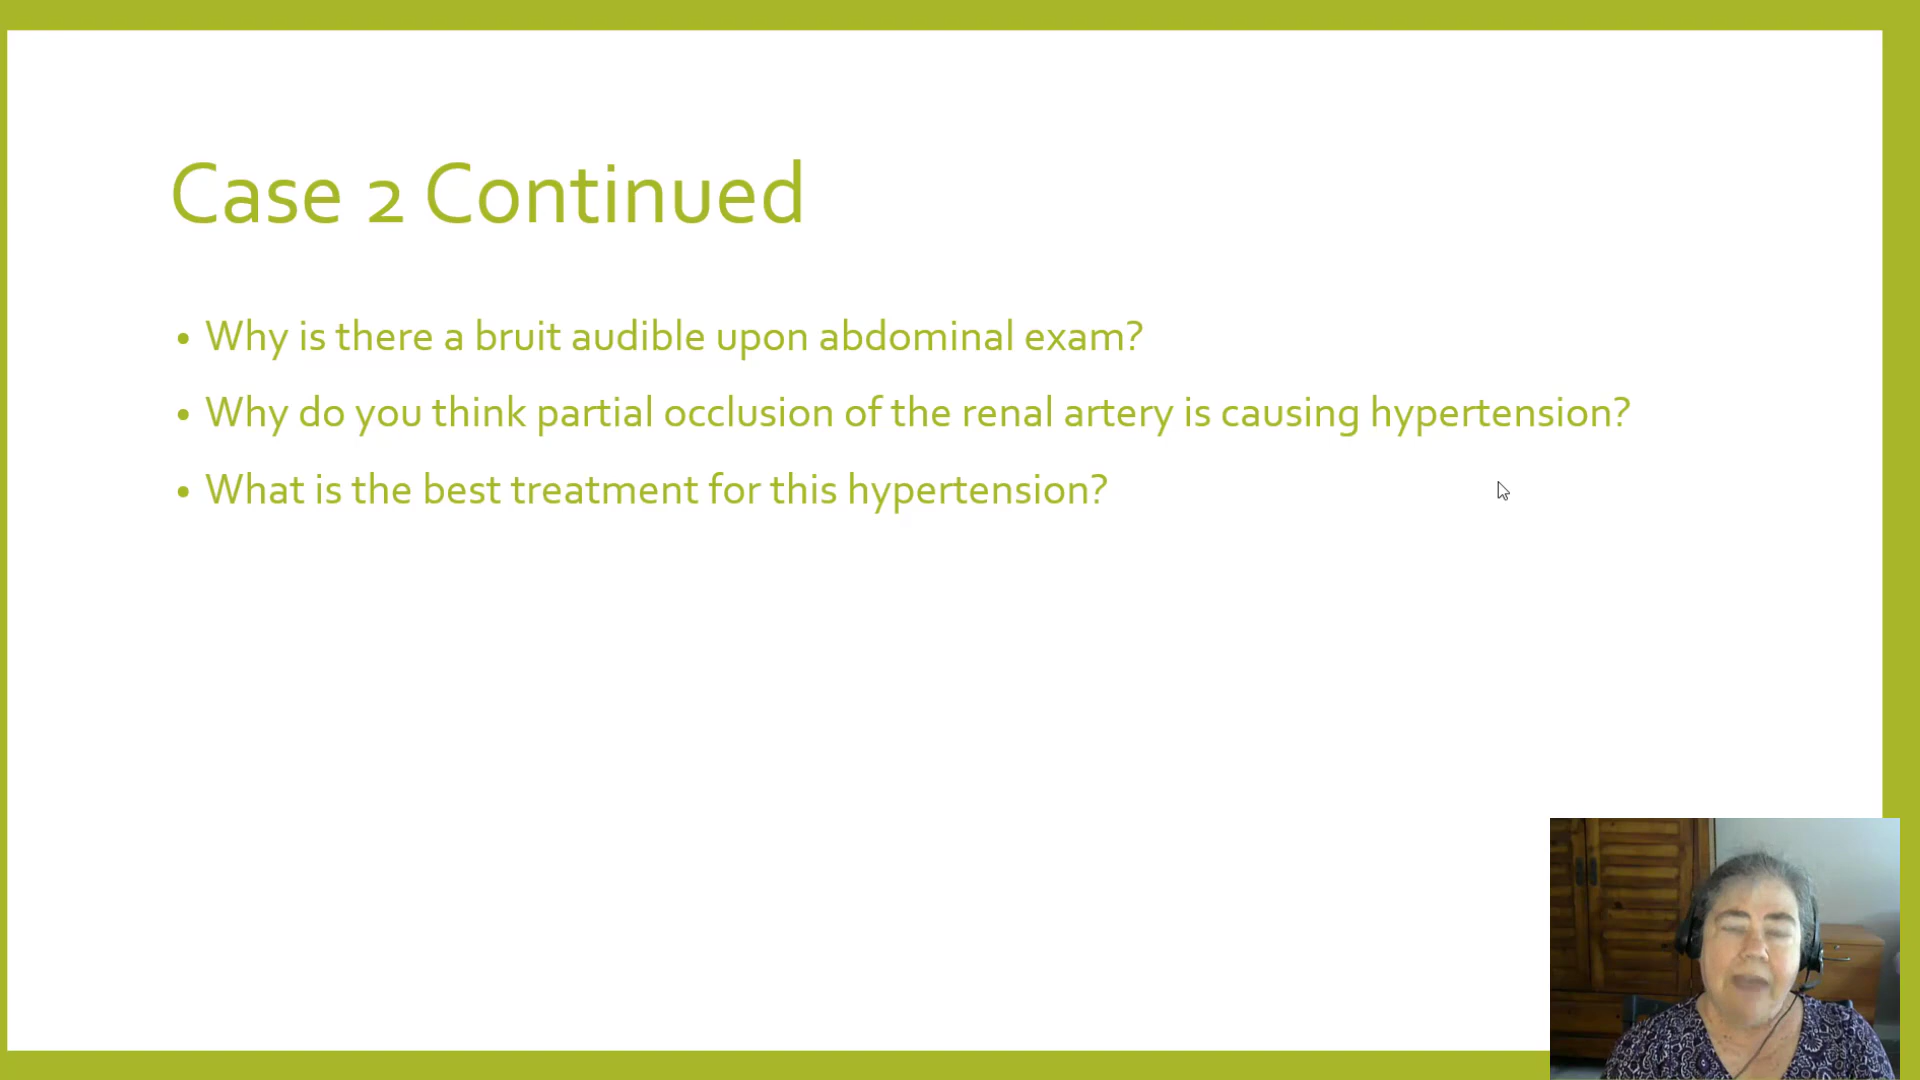 Case 2 Continued
• Why is there a bruit audible upon abdominal exam?
• Why do you think partial occlusion of the renal artery is causing hypertension?
• What is the best treatment for this hypertension?